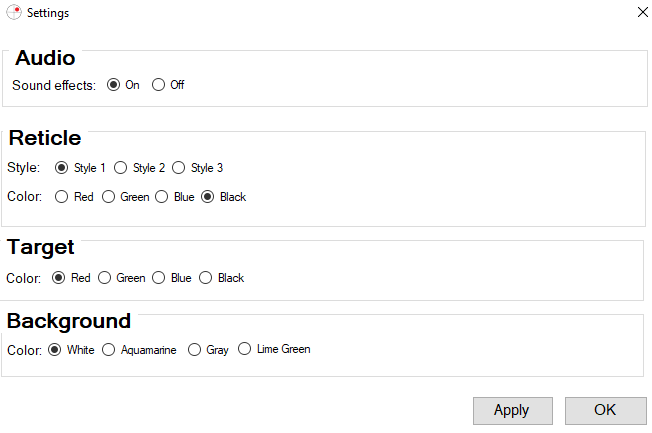 Settings
Audio
Sound effects: On Off
Reticle
Style: Style 1 Style 2 Style 3
Color: Red Green Blue Black
Target
Color: Red Green Blue Black
Background
Color: White Aquamarine Gray Lime Green
Apply OK